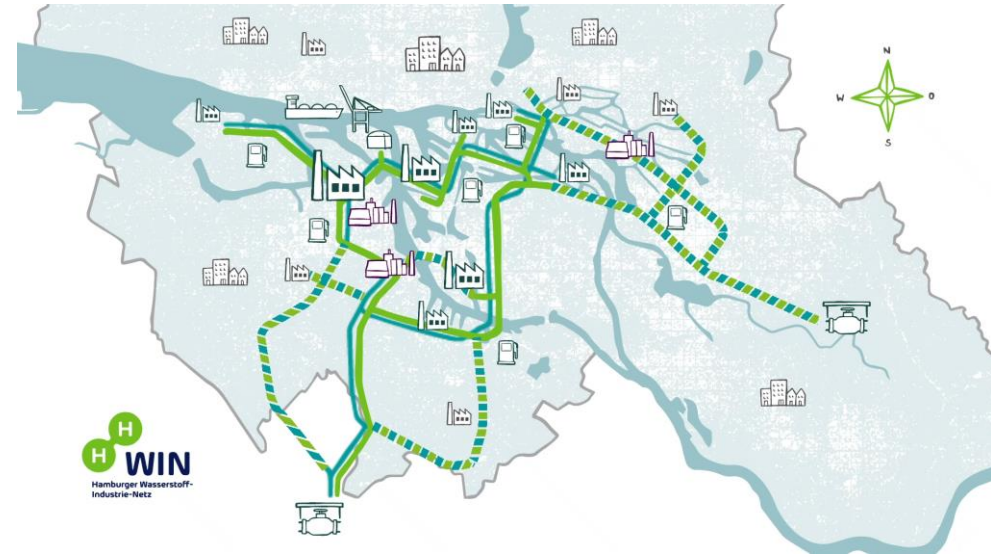 N
W
O
S
H
H
WIN
Hamburger Wasserstoff-
Industrie-Netz